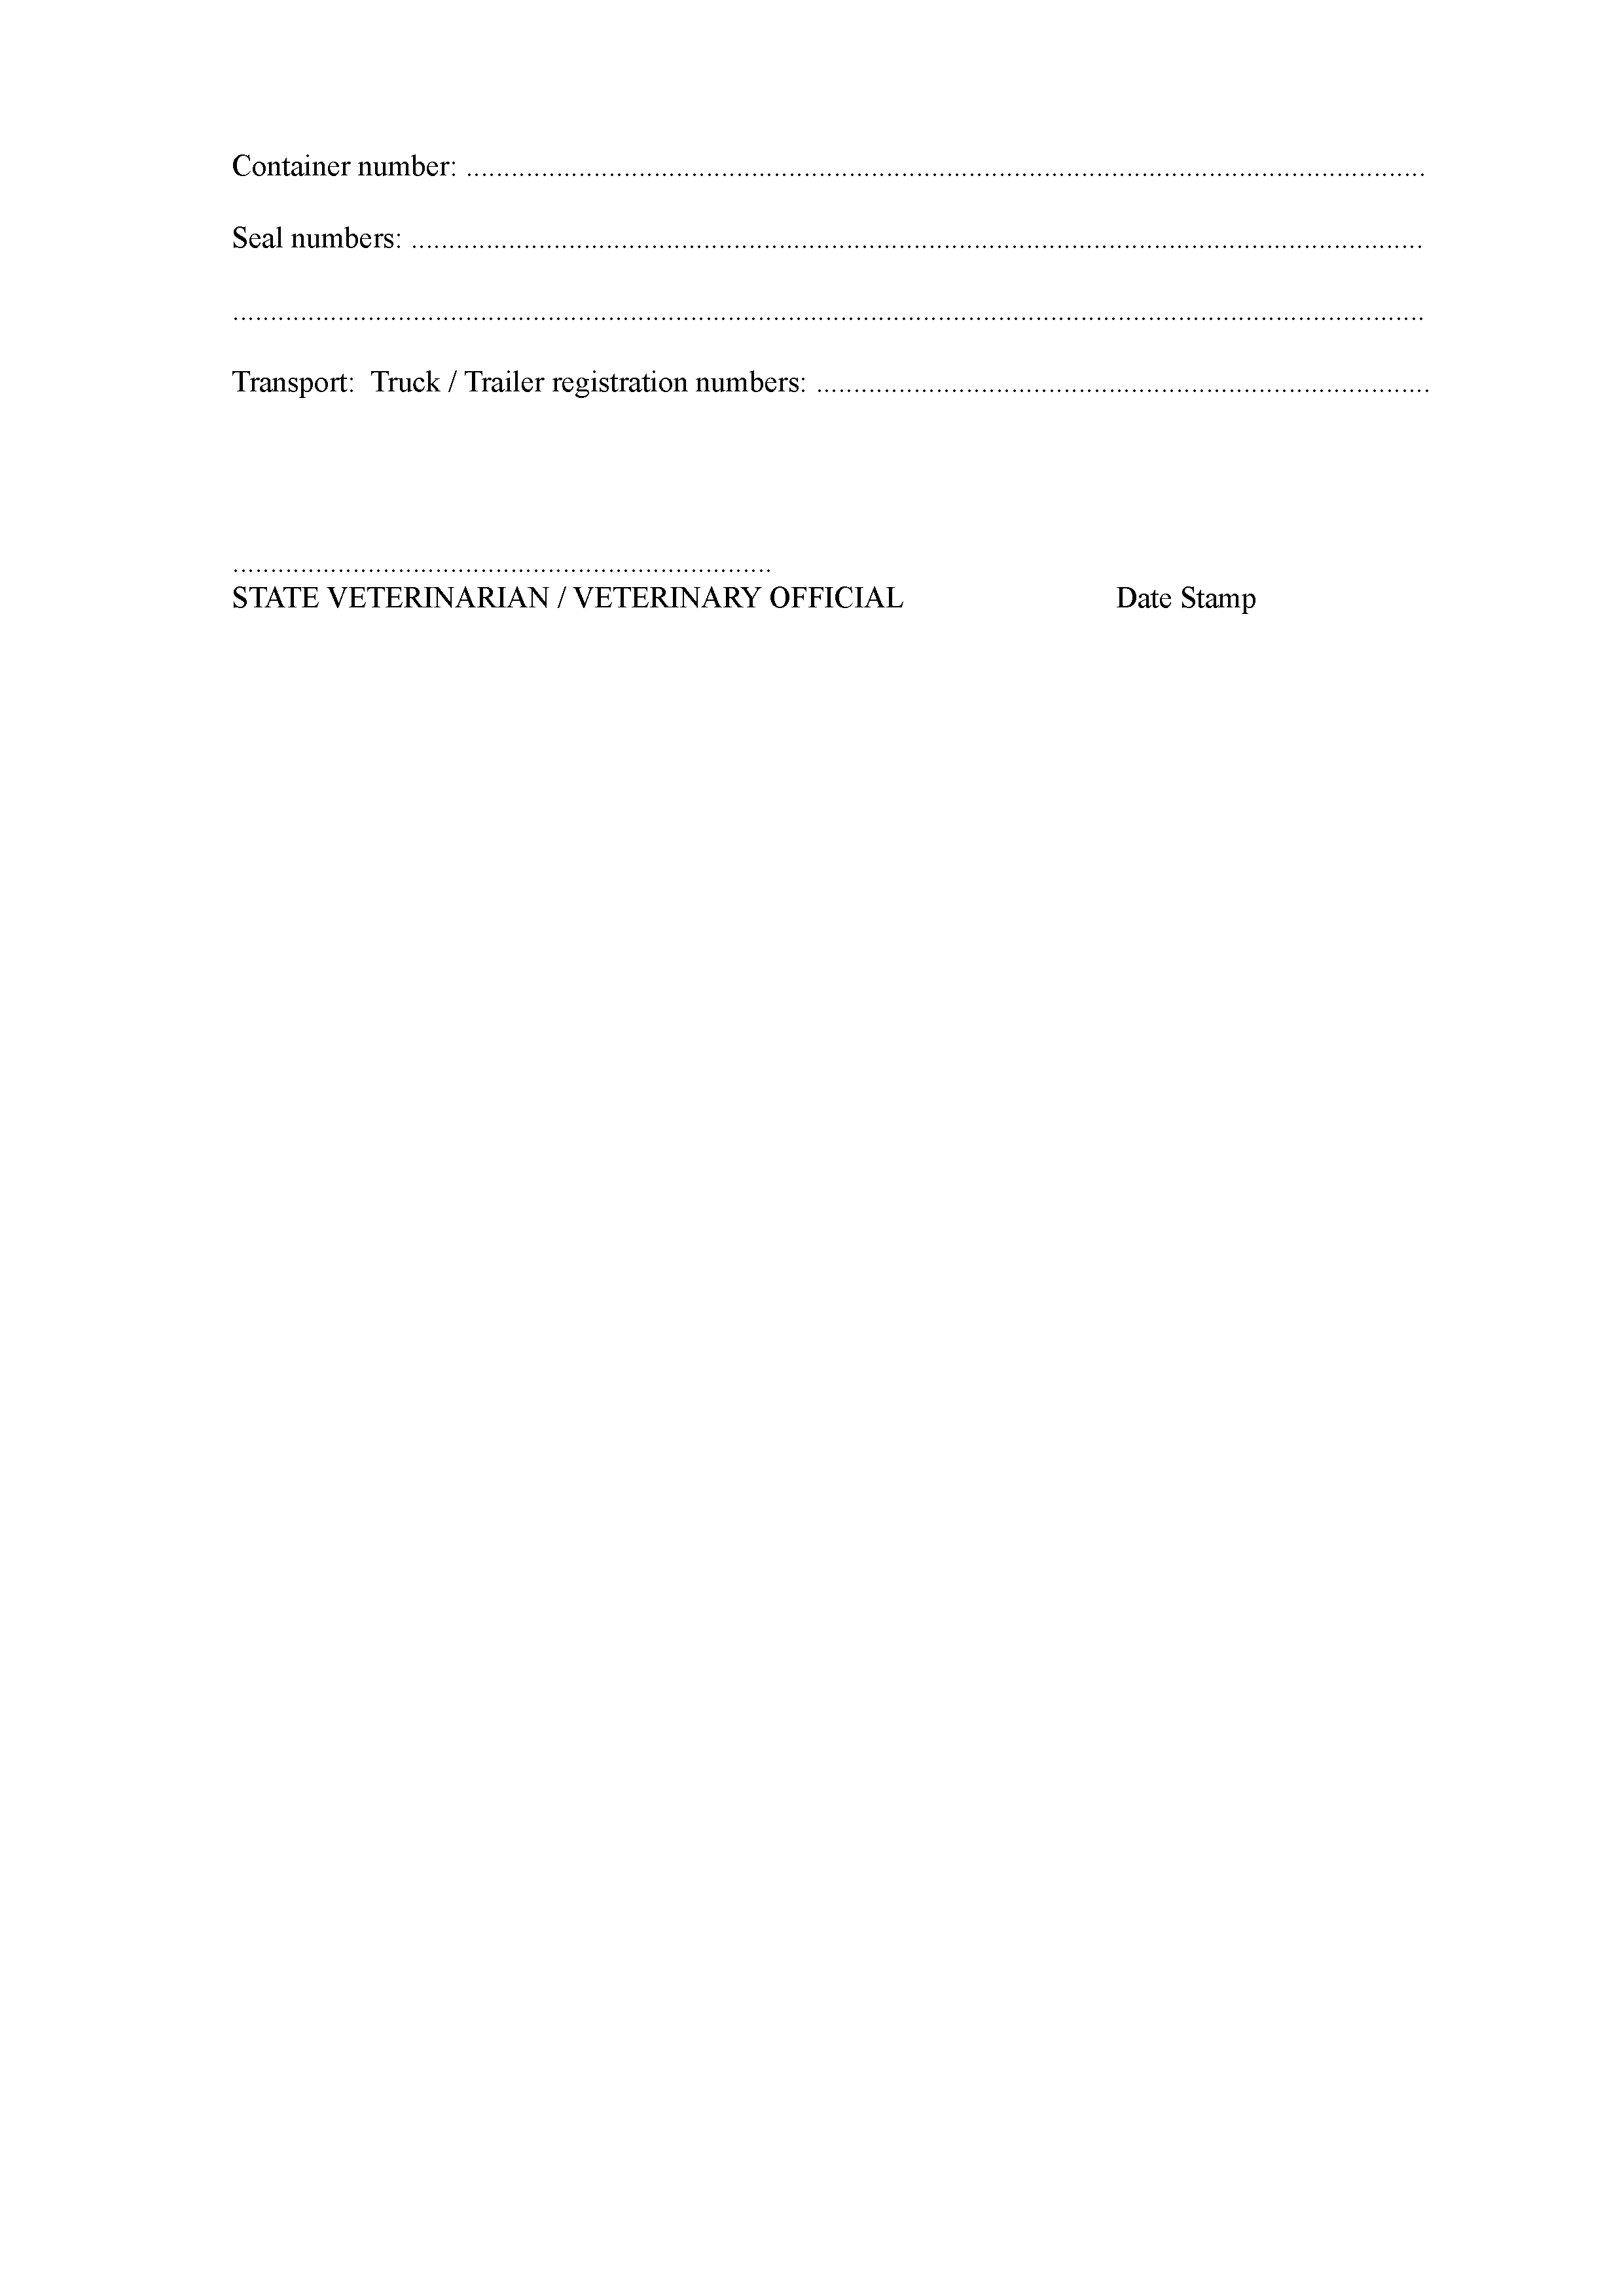 Container number: ................................................................................................................................
Seal numbers: .......................................................................................................................................
...............................................................................................................................................................
Transport:  Truck / Trailer registration numbers: ..................................................................................
........................................................................
STATE VETERINARIAN / VETERINARY OFFICIAL                    Date Stamp